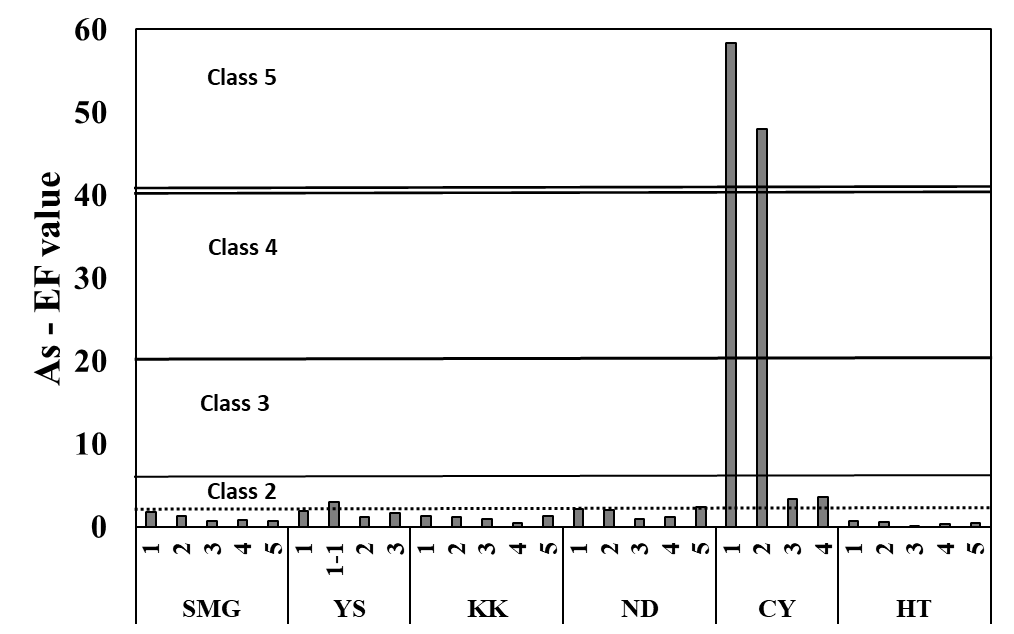 60
Class 5
50
40
Class 4
30
As - EF value
20
Class 3
10
Class 2
0
1 2 3 4 5 1 1-1 2 3 1 2 3 4 5 1 2 3 4 5 1 2 3 4 1 2 3 4 5
SMG YS KK ND CY HT